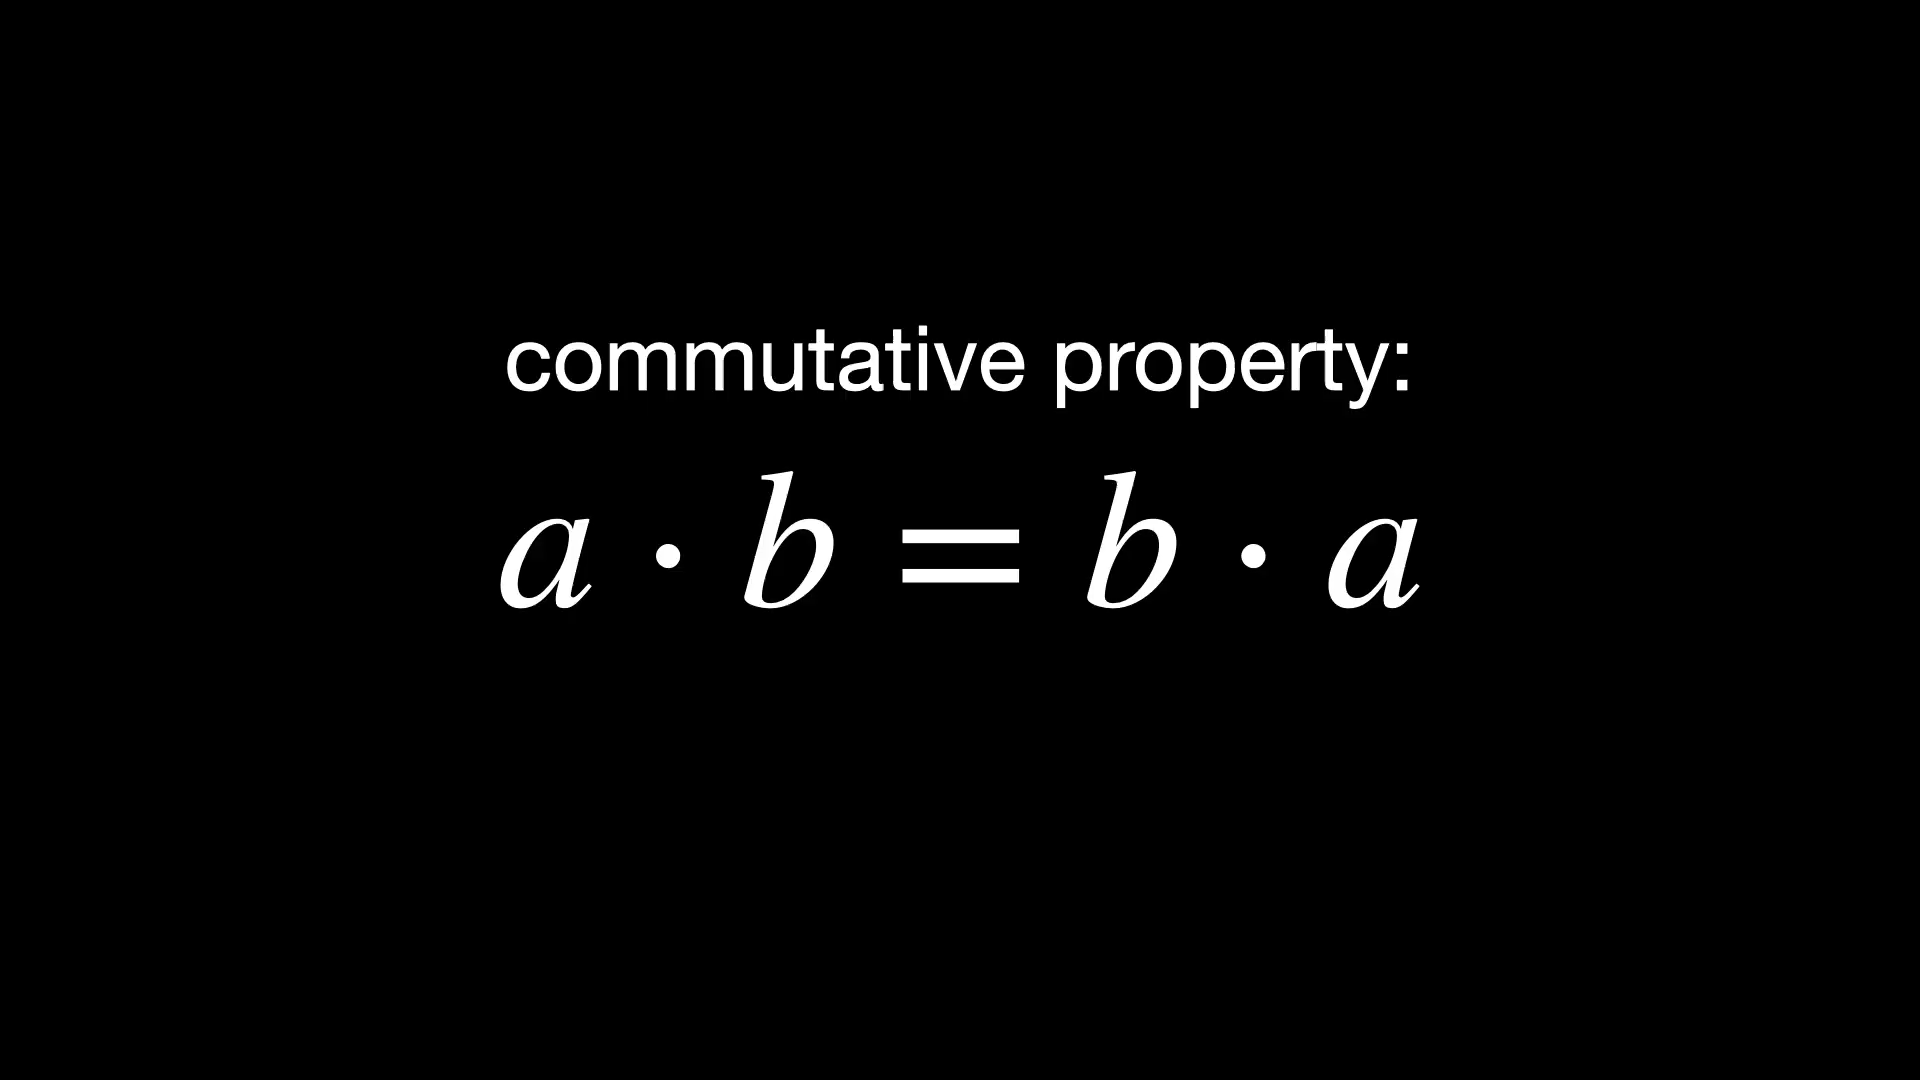 commutative property:
a · b = b · a